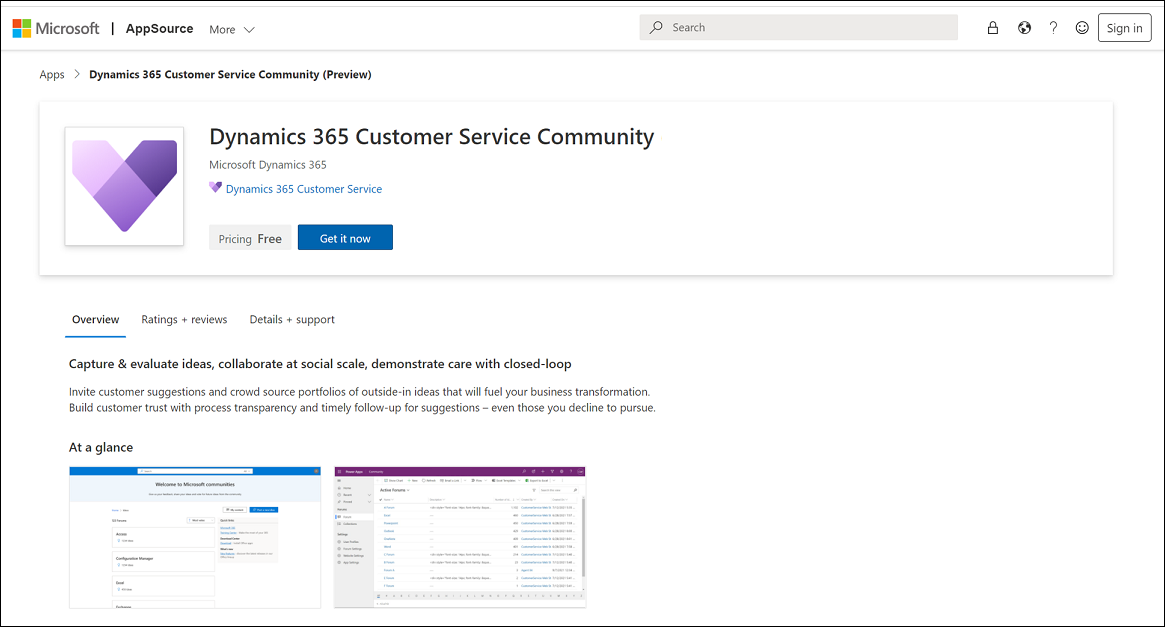 Microsoft | AppSource More Search Sign in
Apps > Dynamics 365 Customer Service Community (Preview)
Dynamics 365 Customer Service Community
Microsoft Dynamics 365
Dynamics 365 Customer Service
Pricing Free Get it now
Overview Ratings + reviews Details + support
Capture & evaluate ideas, collaborate at social scale, demonstrate care with closed-loop
Invite customer suggestions and crowd source portfolios of outside-in ideas that will fuel your business transformation.
Build customer trust with process transparency and timely follow-up for suggestions – even those you decline to pursue.
At a glance
Welcome to Microsoft communities
Access
Configuration Manager
Excel
Power Apps Community
Active Forums